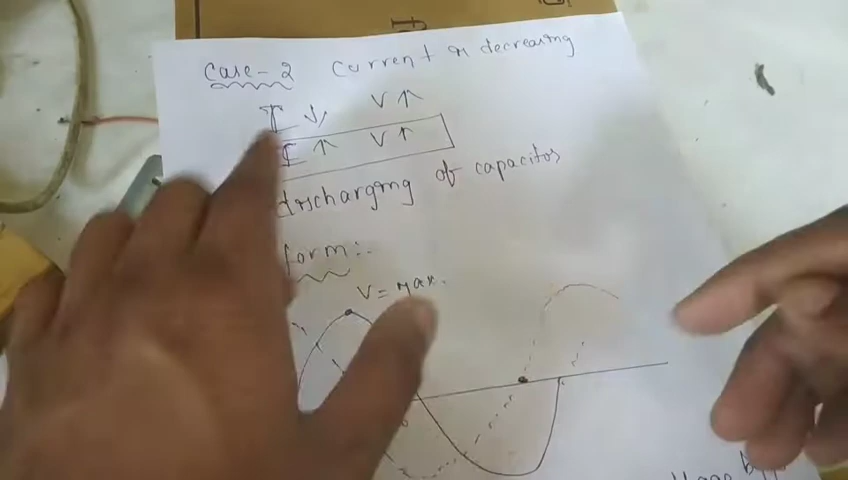 Case-2 Current is decreasing
I ↓, V ↑
I ↑ V ↑
discharging of capacitor
form:-
V = Max.